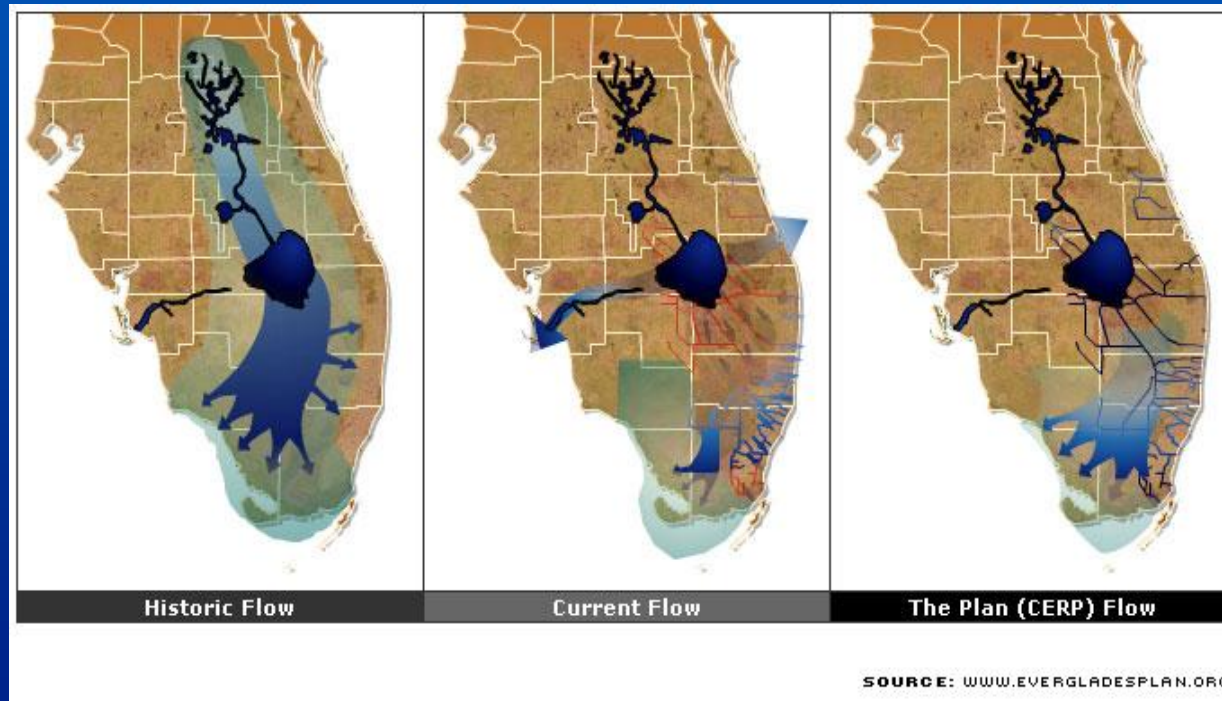 Historic Flow
Current Flow
The Plan (CERP) Flow
SOURCE: WWW.EVERGLADESPLAN.ORG